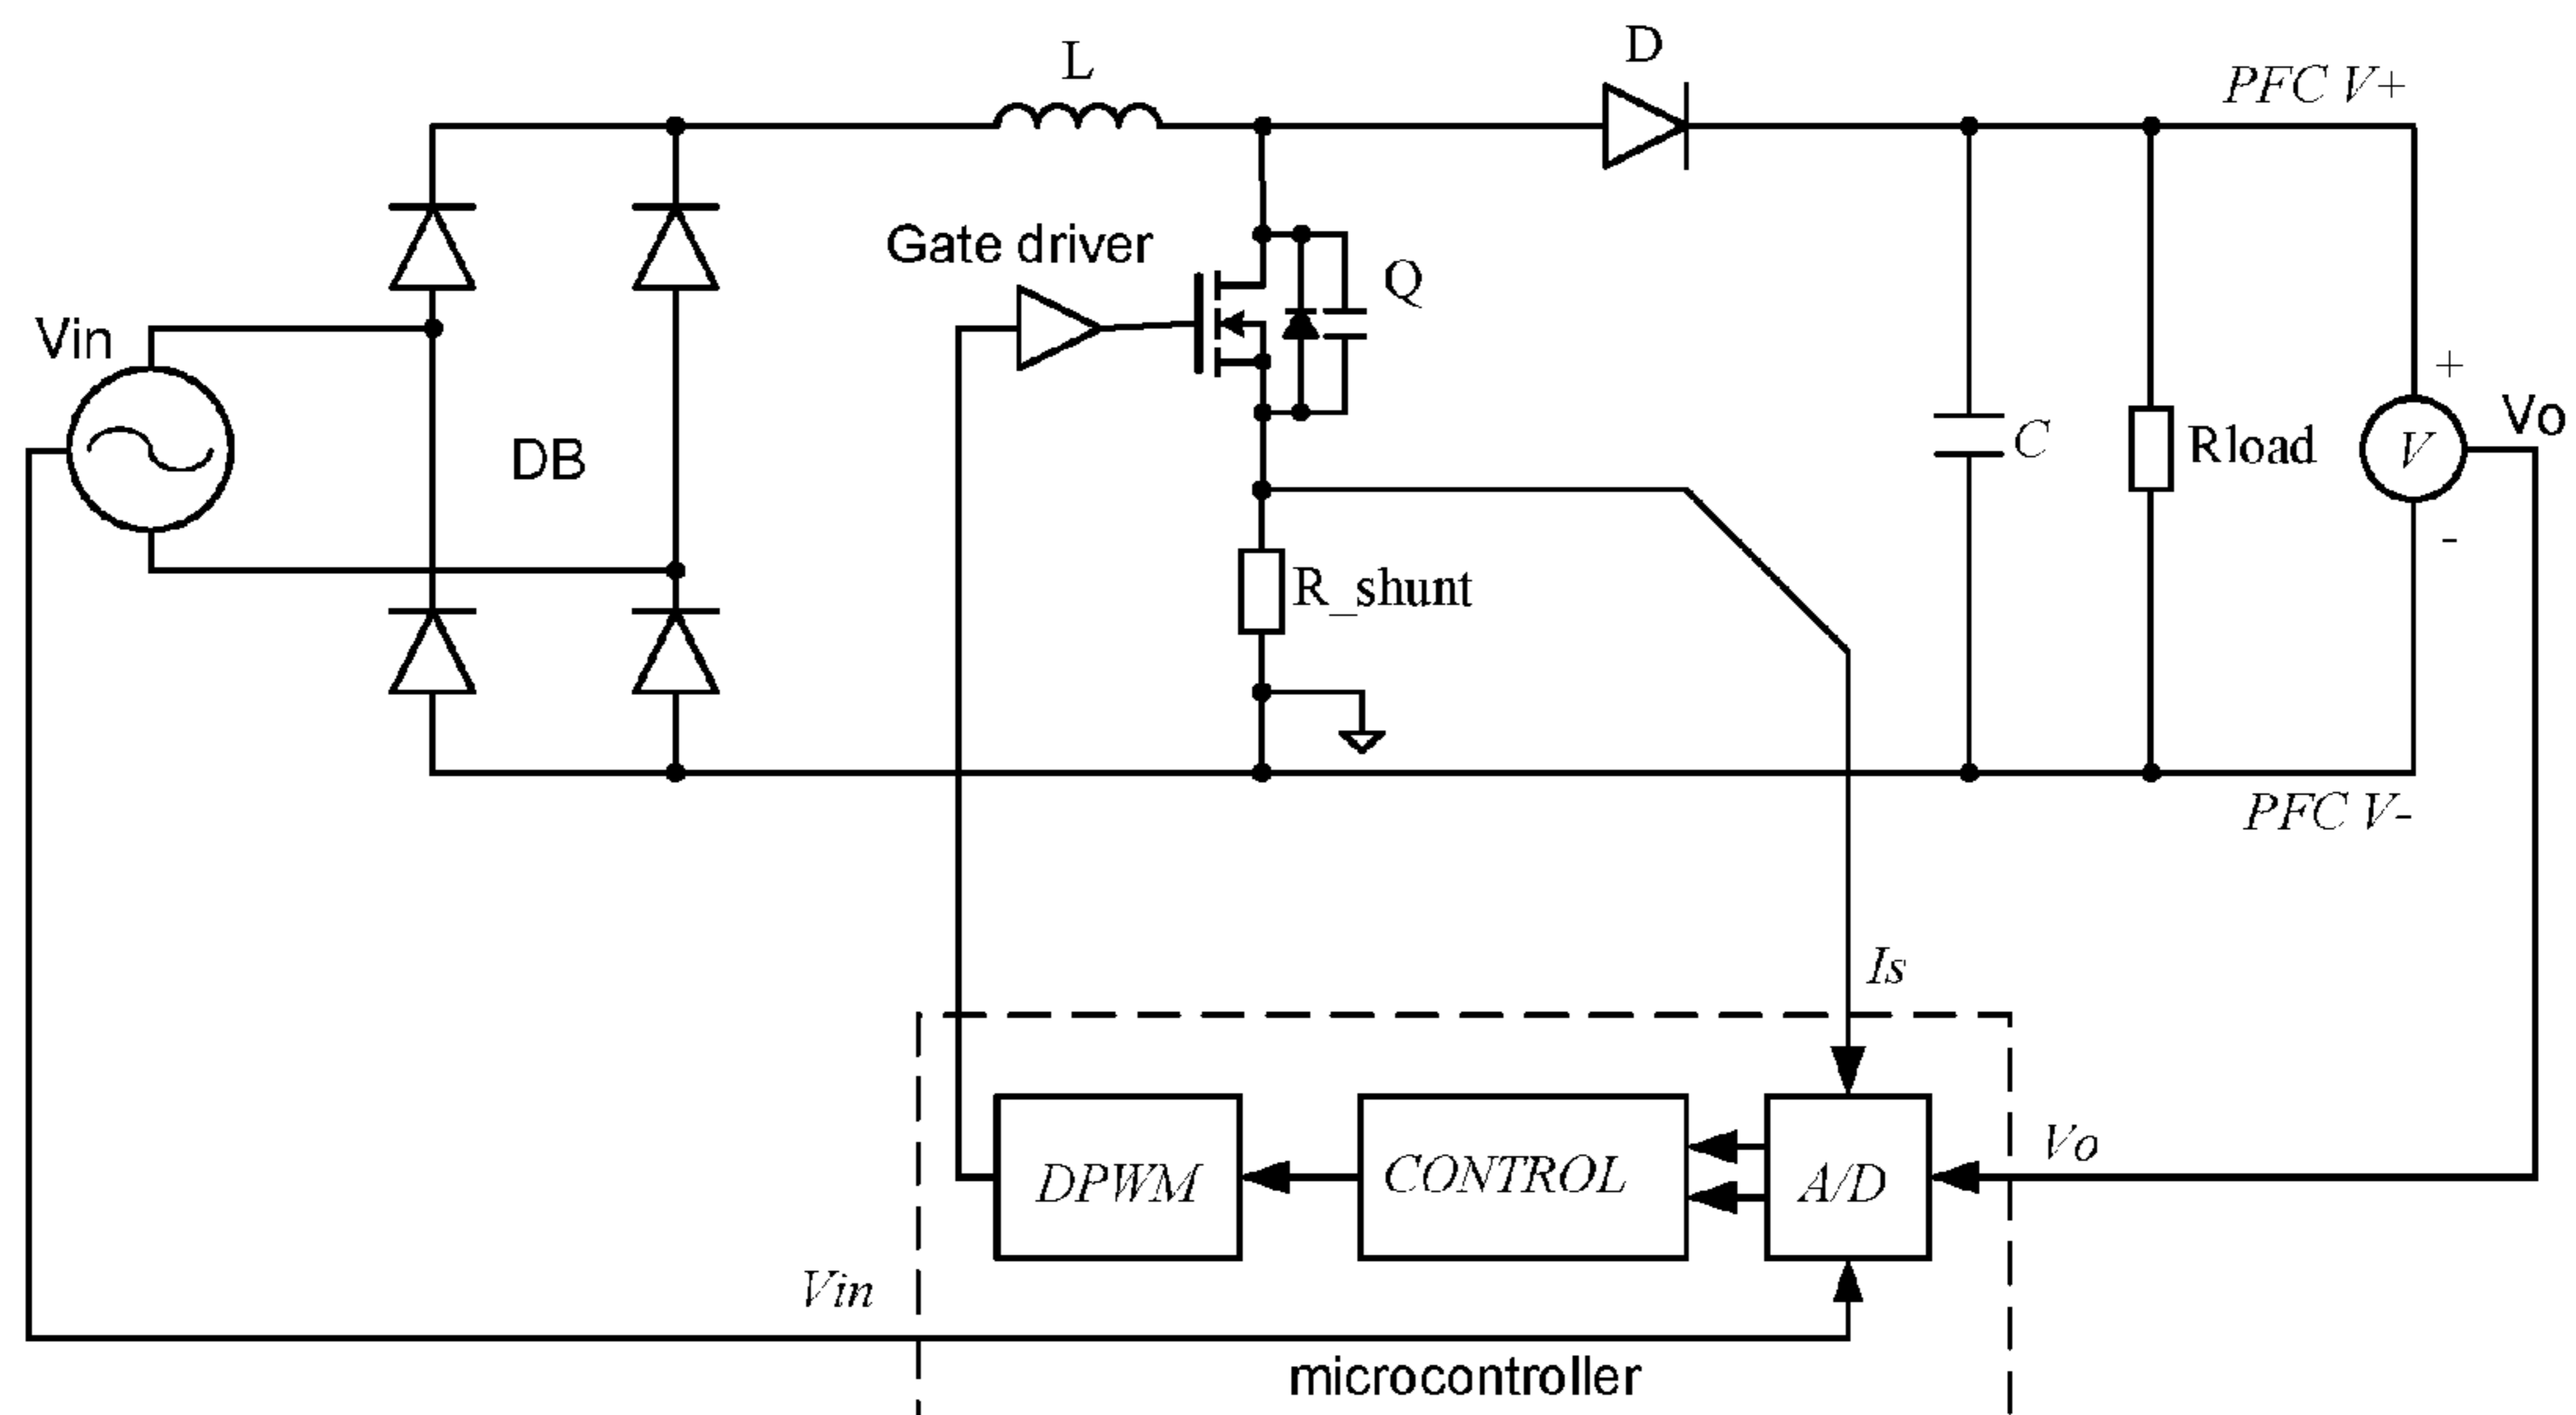 L
D
PFC V+
Gate driver
Q
Vin
+
Vo
DB
C
Rload
V
-
R_shunt
PFC V-
Is
DPWM
CONTROL
A/D
Vo
Vin
microcontroller